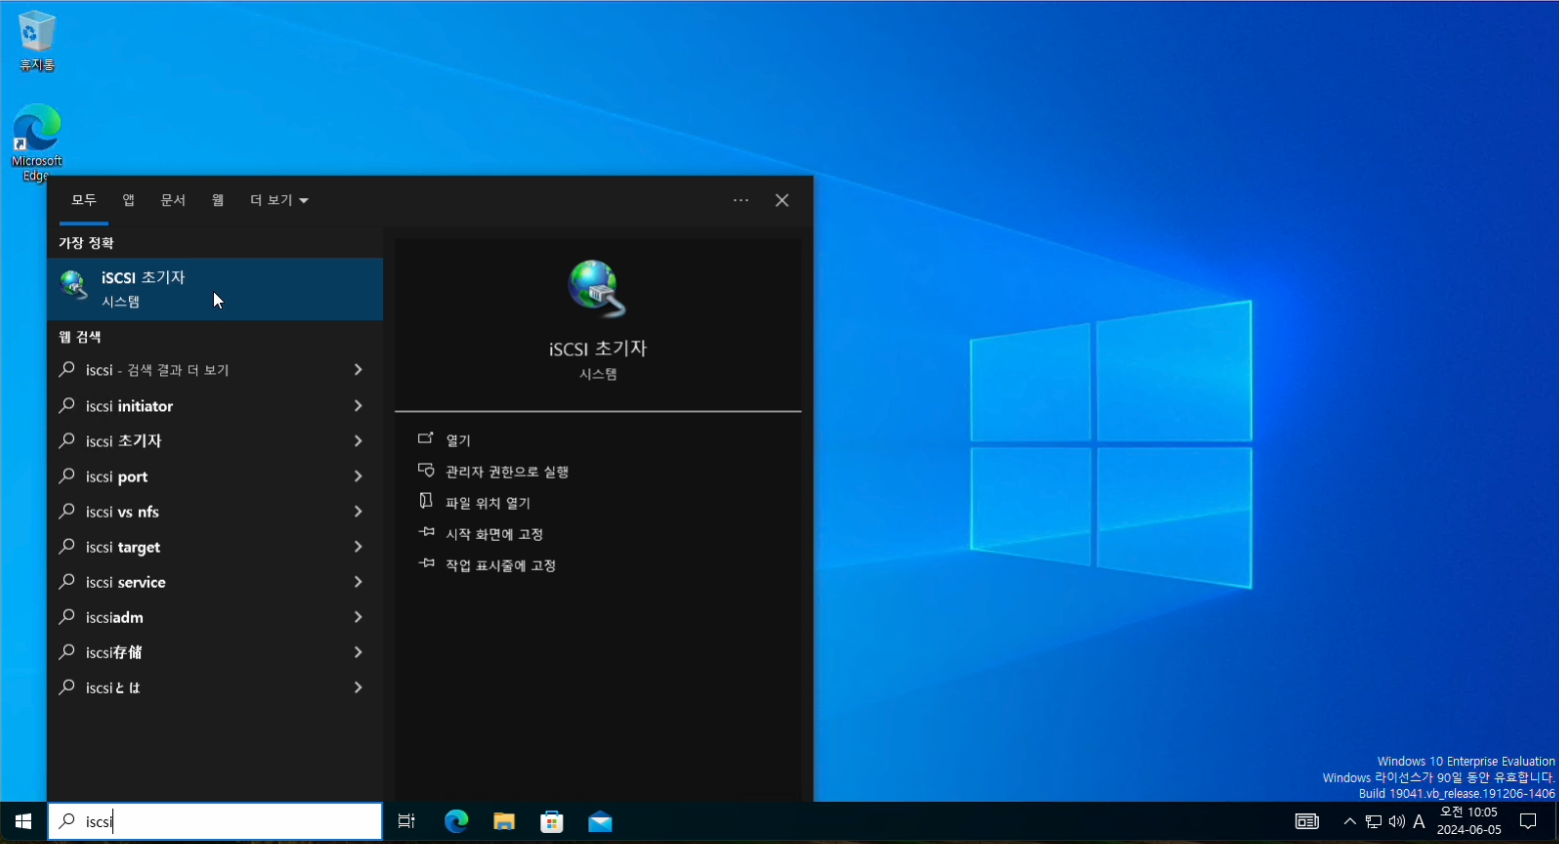 휴지통
Microsoft
Edge
모두
앱
문서
웹
더 보기
가장 정확
iSCSI 초기자
시스템
웹 검색
iscsi - 검색 결과 더 보기
iscsi initiator
iscsi 초기자
iscsi port
iscsi vs nfs
iscsi target
iscsi service
iscsiadm
iscsi存储
iscsiとは
iSCSI 초기자
시스템
열기
관리자 권한으로 실행
파일 위치 열기
시작 화면에 고정
작업 표시줄에 고정
Windows 10 Enterprise Evaluation
Windows 라이선스가 90일 동안 유효합니다.
Build 19041.vb_release.191206-1406
iscsi
A
오전 10:05
2024-06-05